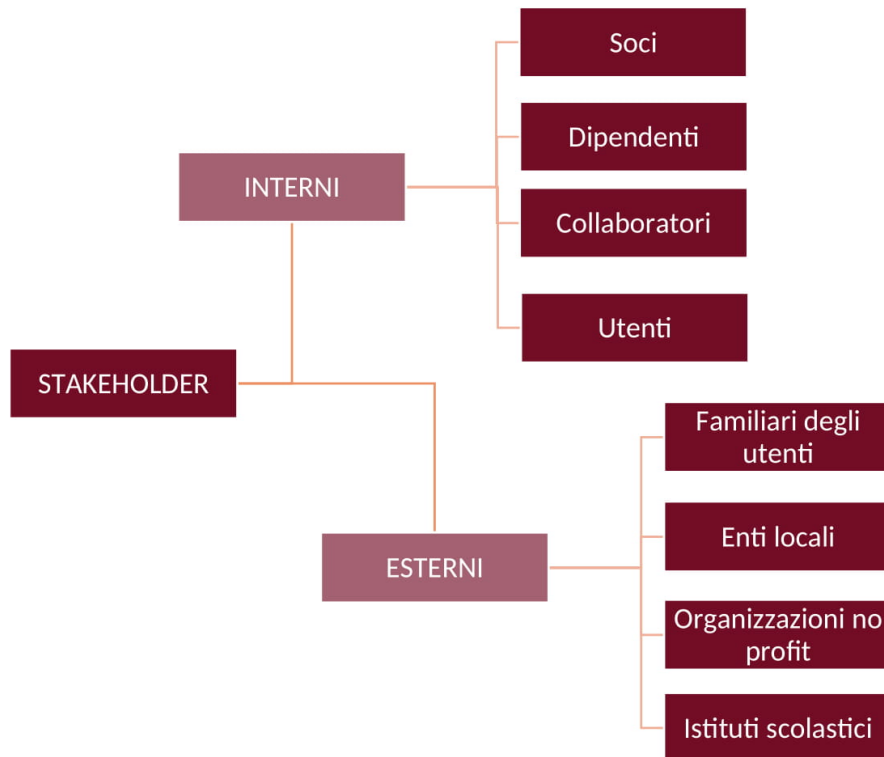 Soci
Dipendenti
INTERNI
Collaboratori
Utenti
STAKEHOLDER
Familiari degli
utenti
Enti locali
ESTERNI
Organizzazioni no
profit
Istituti scolastici